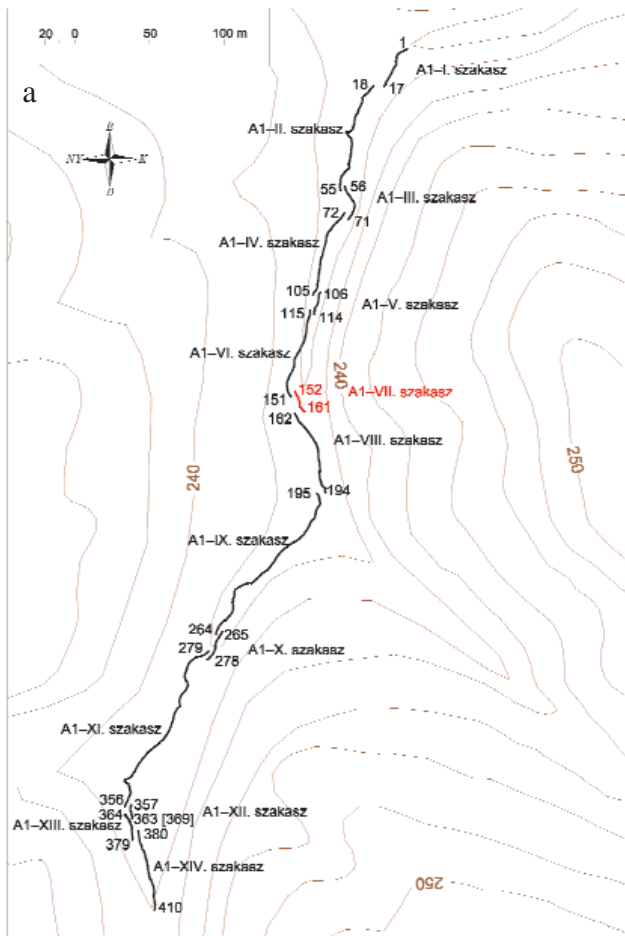 20 0 50 100 m
1
A1–I. szakasz
a
18 17
A1–II. szakasz
B
NY K
D
55 56
A1–III. szakasz
72 71
A1–IV. szakasz
105 106
A1–V. szakasz
115 114
A1–VI. szakasz
240
152 A1–VII. szakasz
151 161
162
A1–VIII. szakasz
250
240
195 194
A1–IX. szakasz
264 265
279 278 A1–X. szakasz
A1–XI. szakasz
356 357
364 363 [369] A1–XII. szakasz
A1–XIII. szakasz 380
379
A1–XIV. szakasz
250
410